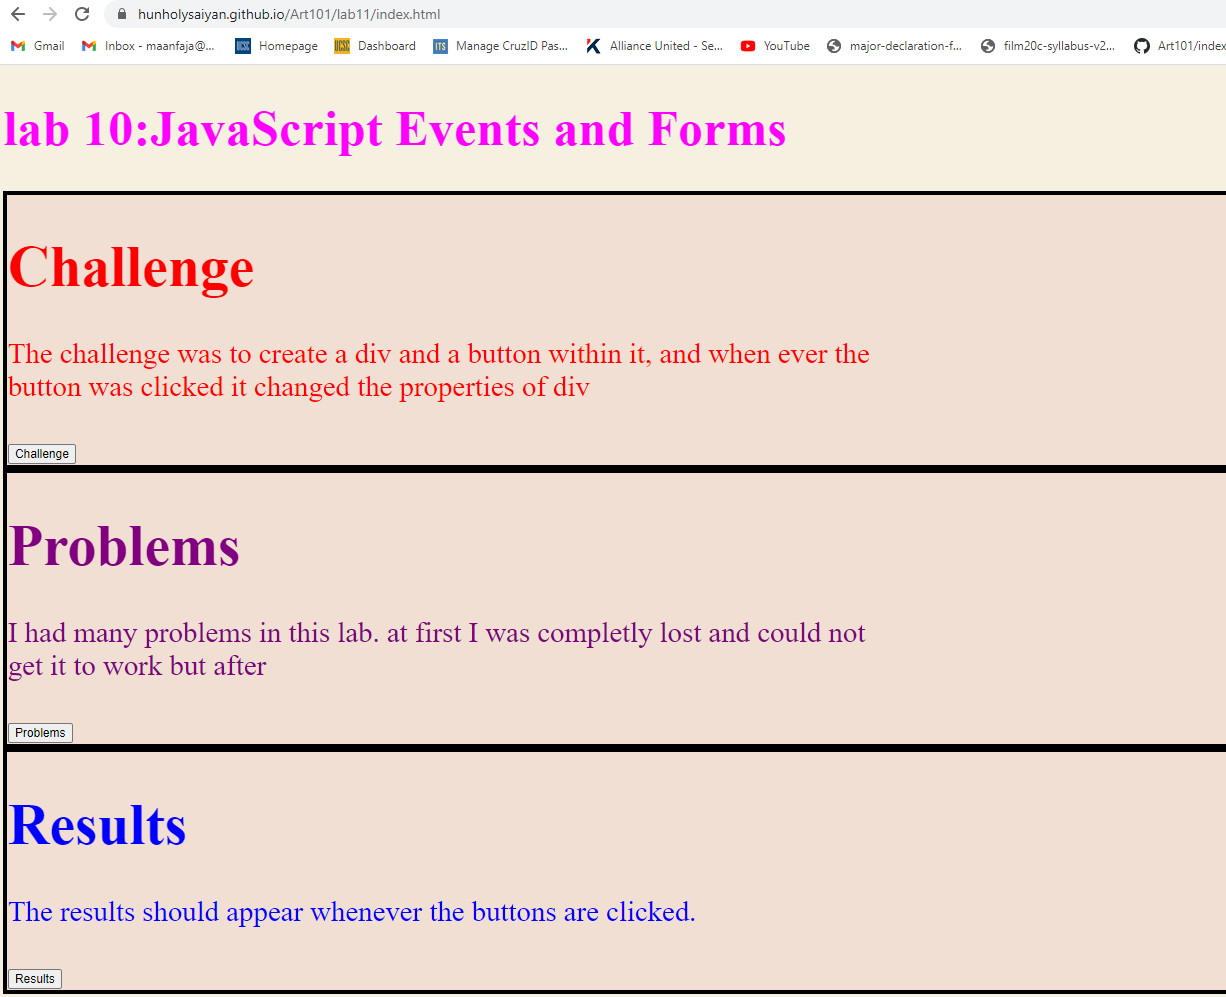 hunholysaiyan.github.io/Art101/lab11/index.html
Gmail Inbox - maanfaja@... UCSC Homepage UCSC Dashboard ITS Manage CruzID Pas... Alliance United - Se... YouTube major-declaration-f... film20c-syllabus-v2... Art101/index
lab 10:JavaScript Events and Forms
Challenge
The challenge was to create a div and a button within it, and when ever the
button was clicked it changed the properties of div
Challenge
Problems
I had many problems in this lab. at first I was completly lost and could not
get it to work but after
Problems
Results
The results should appear whenever the buttons are clicked.
Results